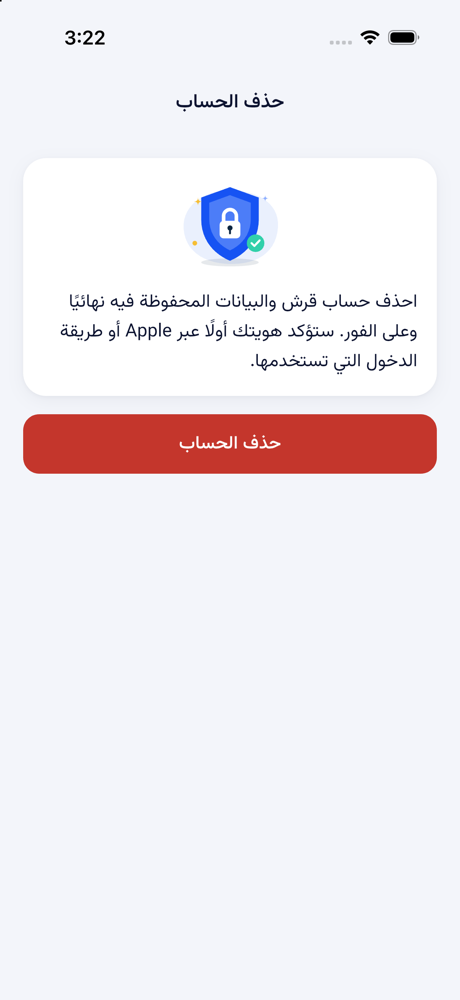 3:22
حذف الحساب
احذف حساب قرش والبيانات المحفوظة فيه نهائيًا
وعلى الفور. ستؤكد هويتك أولًا عبر Apple أو طريقة
الدخول التي تستخدمها.
حذف الحساب